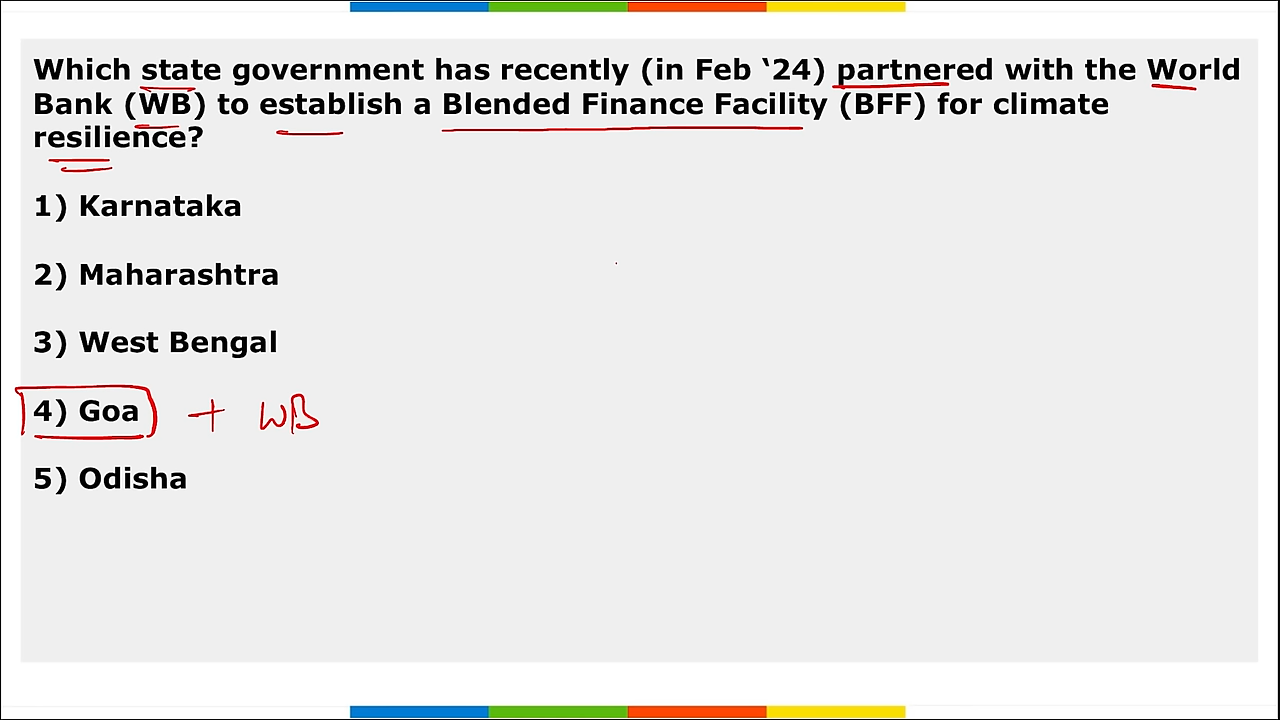 Which state government has recently (in Feb ‘24) partnered with the World
Bank (WB) to establish a Blended Finance Facility (BFF) for climate
resilience?
1) Karnataka
2) Maharashtra
3) West Bengal
4) Goa + WB
5) Odisha